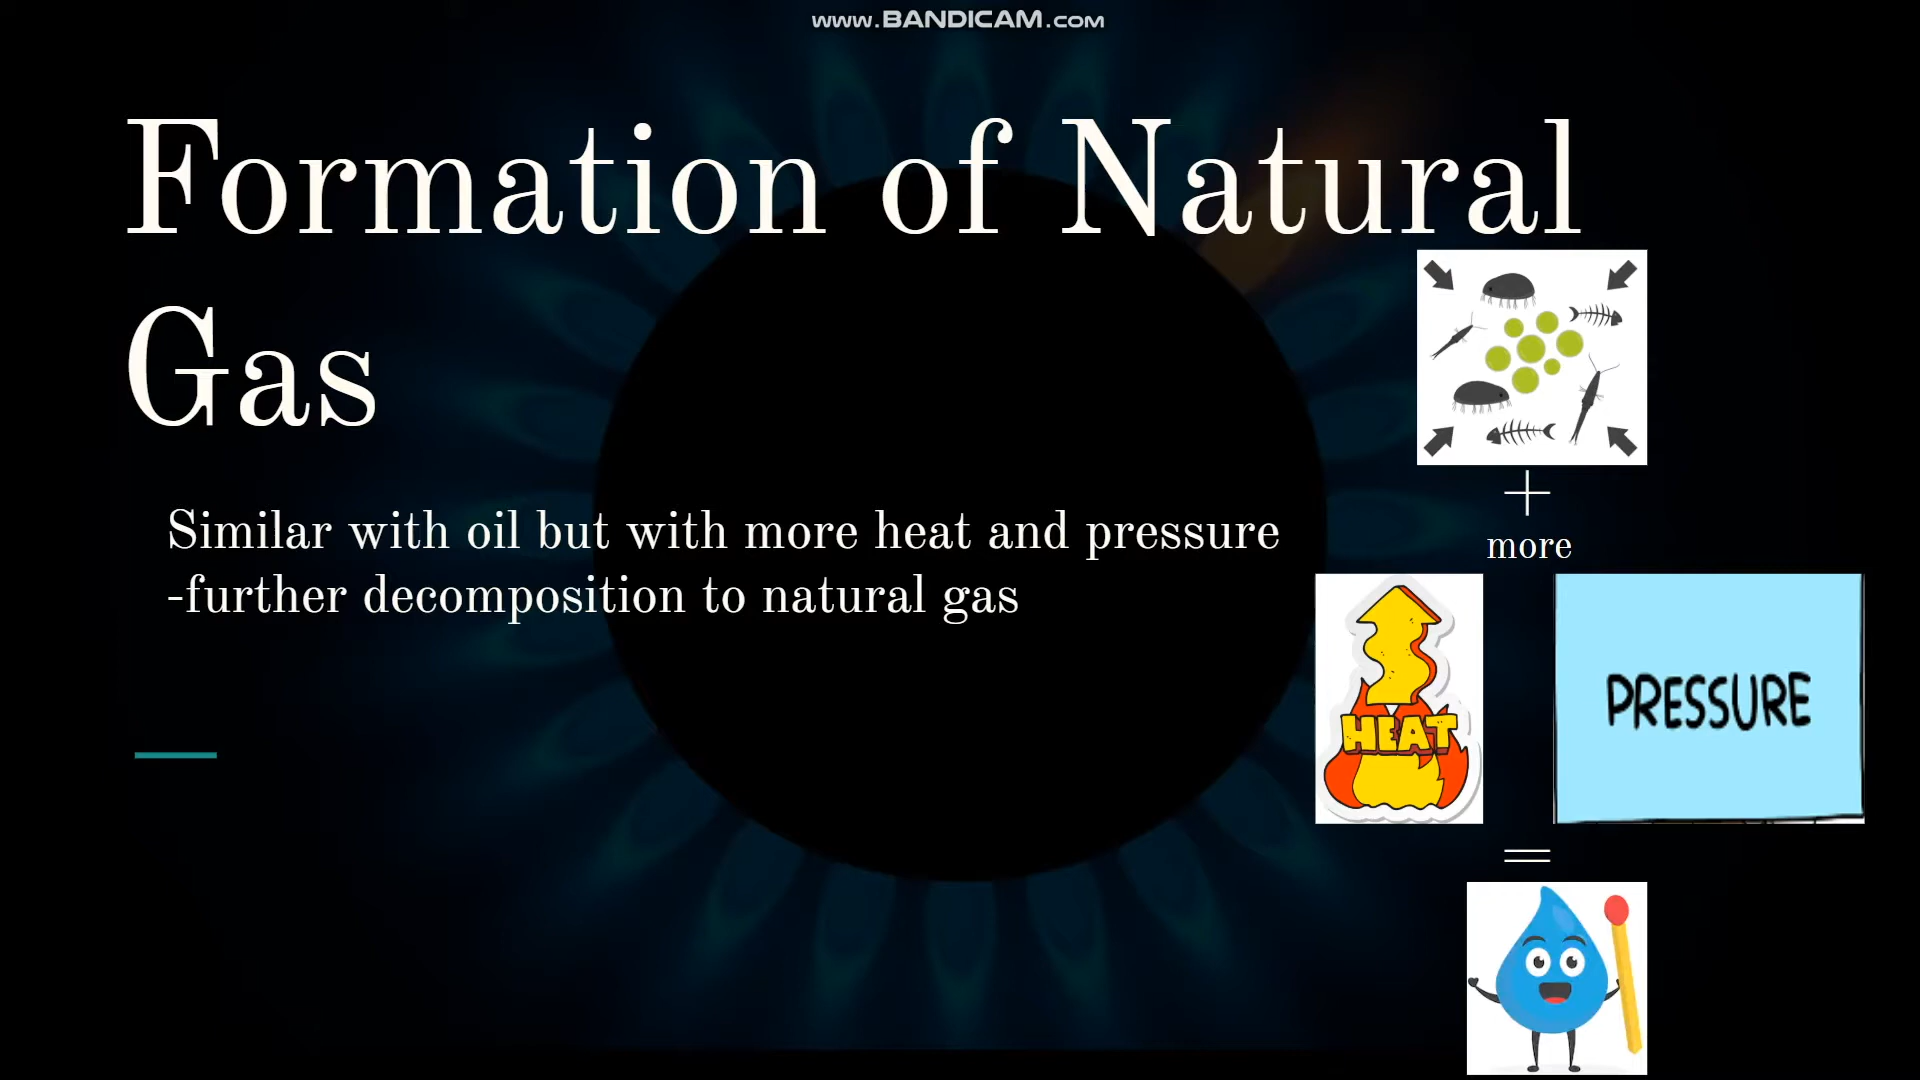 www.BANDICAM.com
Formation of Natural
Gas
Similar with oil but with more heat and pressure
-further decomposition to natural gas
+
more
HEAT
PRESSURE
=